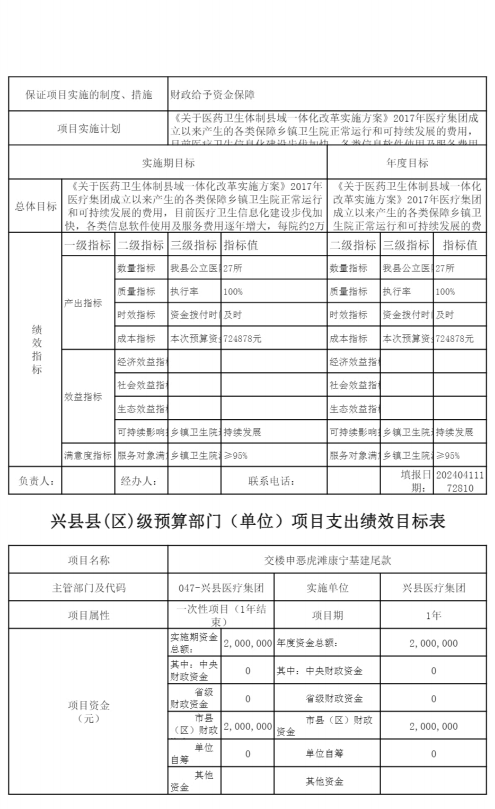 保证项目实施的制度、措施 财政给予资金保障
项目实施计划 《关于医药卫生体制县域一体化改革实施方案》2017年医疗集团成
立以来产生的各类保障乡镇卫生院正常运行和可持续发展的费用，
目前医疗卫生信息化建设步伐加快，各类信息软件使用及服务费用
实施期目标 年度目标
总体目标 《关于医药卫生体制县域一体化改革实施方案》2017年 《关于医药卫生体制县域一体化
医疗集团成立以来产生的各类保障乡镇卫生院正常运行 改革实施方案》2017年医疗集团
和可持续发展的费用，目前医疗卫生信息化建设步伐加 成立以来产生的各类保障乡镇卫
快，各类信息软件使用及服务费用逐年增大，每院约2万 生院正常运行和可持续发展的费
绩效指标 一级指标 二级指标 三级指标 指标值 二级指标 三级指标 指标值
产出指标 数量指标 我县公立医 27所 数量指标 我县公立医 27所
质量指标 执行率 100% 质量指标 执行率 100%
时效指标 资金拨付时 及时 时效指标 资金拨付时 及时
成本指标 本次预算资 724878元 成本指标 本次预算资 724878元
效益指标 经济效益指 经济效益指
社会效益指 社会效益指
生态效益指 生态效益指
可持续影响 乡镇卫生院 持续发展 可持续影响 乡镇卫生院 持续发展
满意度指标 服务对象满 乡镇卫生院 ≥95% 服务对象满 乡镇卫生院 ≥95%
负责人： 经办人： 联系电话： 填报日期： 20240411172810
兴县县(区)级预算部门（单位）项目支出绩效目标表
项目名称 交楼申恶虎滩康宁基建尾款
主管部门及代码 047-兴县医疗集团 实施单位 兴县医疗集团
项目属性 一次性项目（1年结束） 项目期 1年
项目资金（元） 实施期资金总额： 2,000,000 年度资金总额： 2,000,000
其中：中央财政资金 0 其中：中央财政资金 0
省级财政资金 0 省级财政资金 0
市县（区）财政 2,000,000 市县（区）财政资金 2,000,000
单位自筹 0 单位自筹 0
其他资金 其他资金